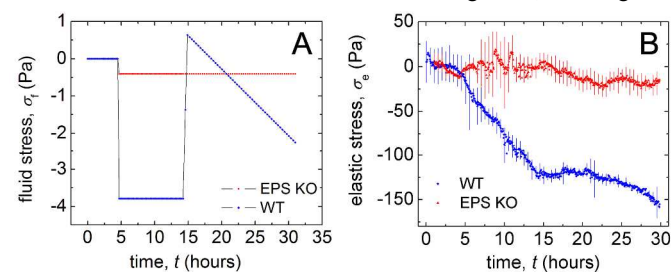 A
fluid stress, σf (Pa)
1
0
-1
-2
-3
-4
EPS KO
WT
0 5 10 15 20 25 30 35
time, t (hours)
B
elastic stress, σe (Pa)
50
0
-50
-100
-150
WT
EPS KO
0 5 10 15 20 25 30
time, t (hours)